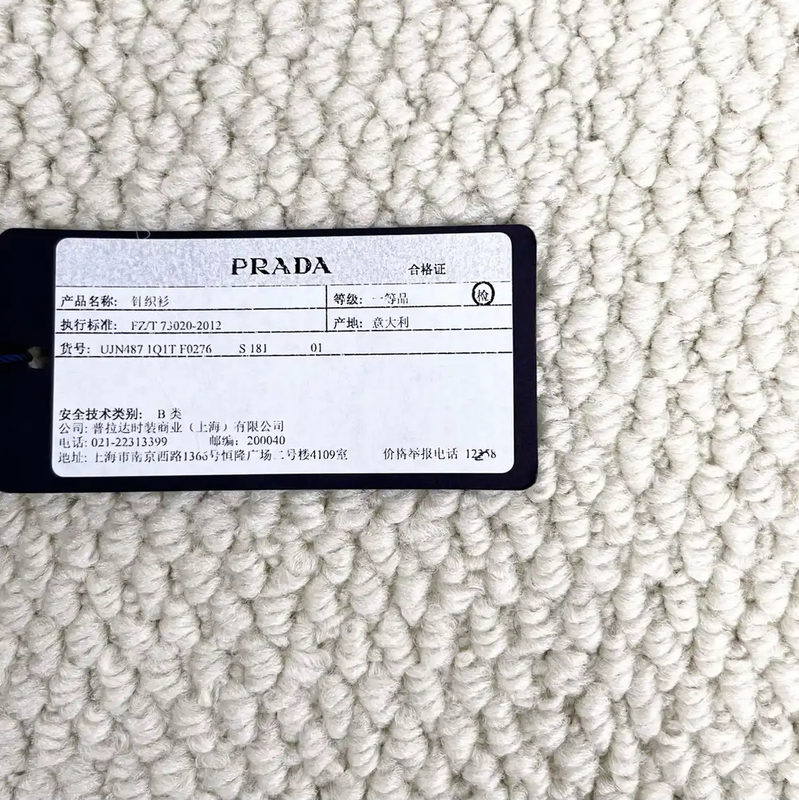 PRADA 合格证
产品名称: 针织衫 等级: 一等品 检
执行标准: FZ/T 73020-2012 产地: 意大利
货号: UJN487 1Q1T F0276 S 181 01
安全技术类别: B 类
公司: 普拉达时装商业（上海）有限公司
电话: 021-22313399 邮编: 200040
地址: 上海市南京西路1366号恒隆广场二号楼4109室 价格举报电话 12358